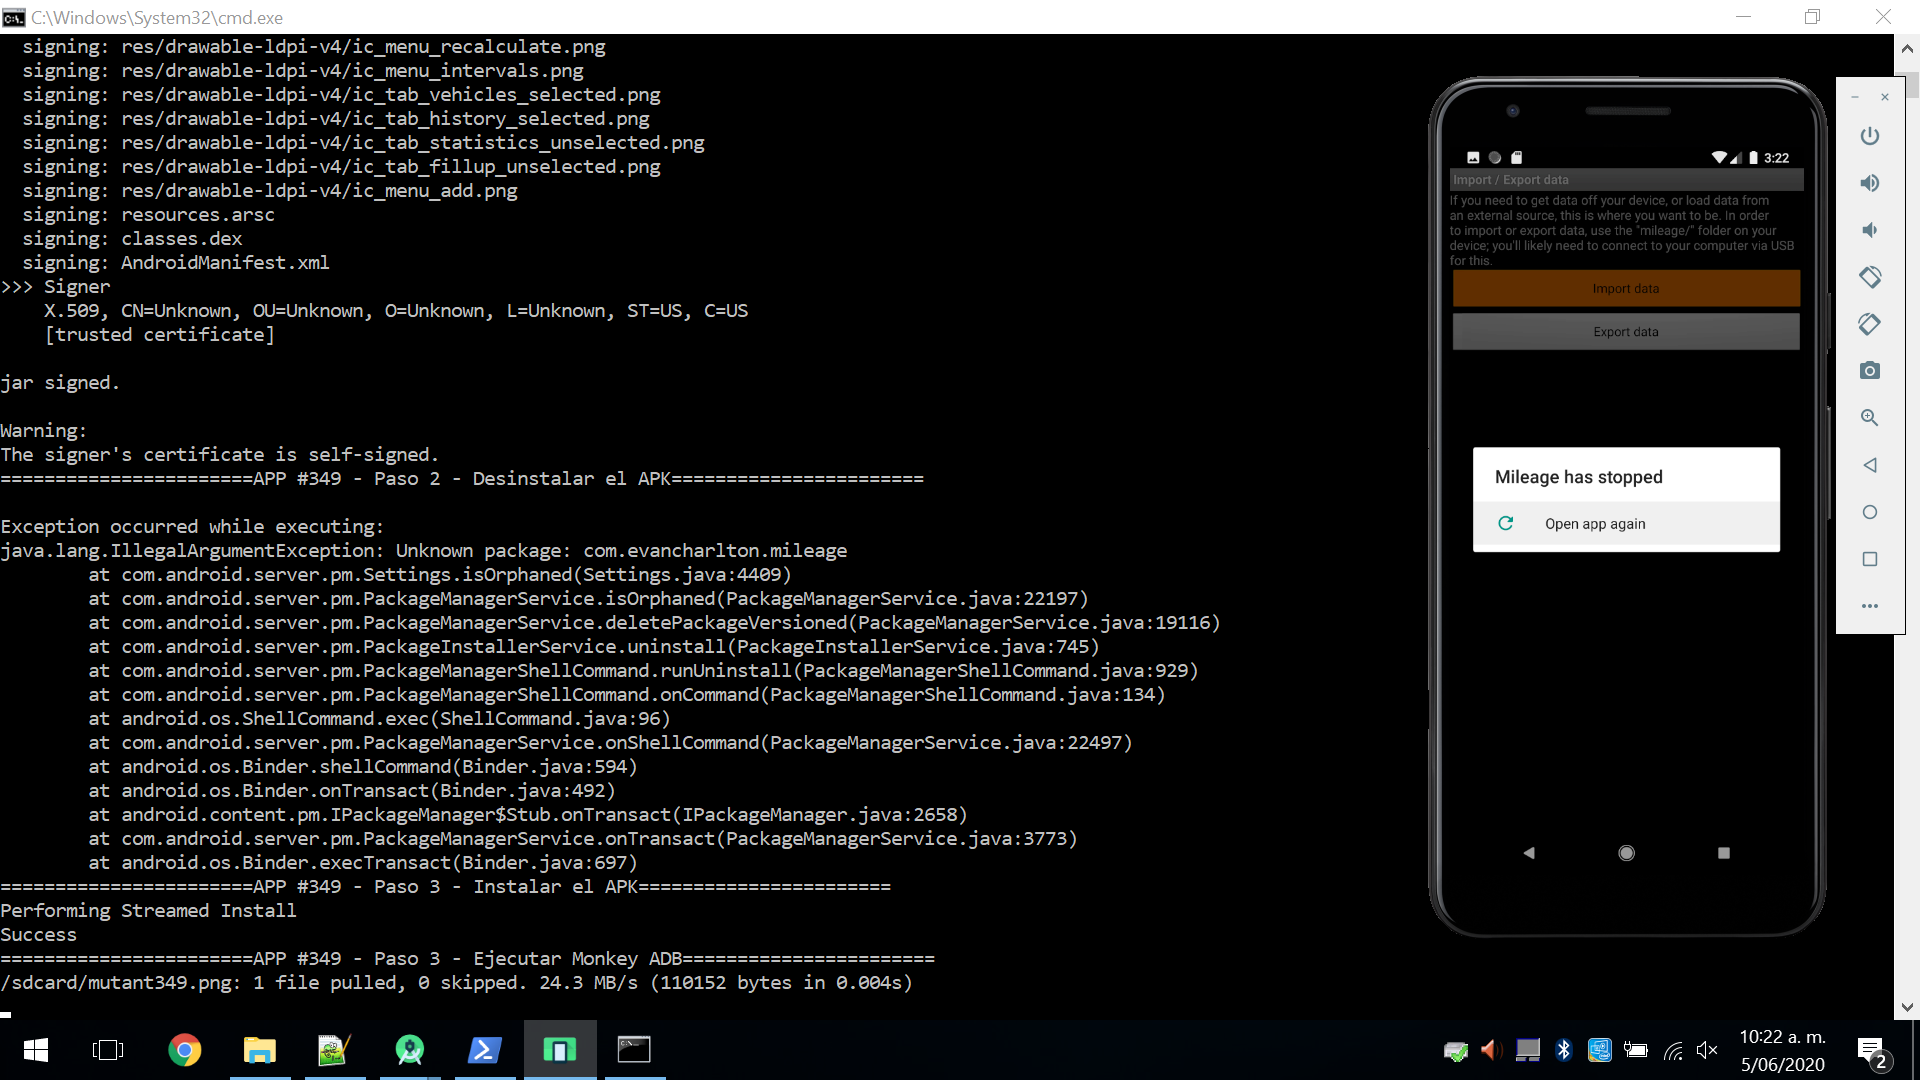 C:\Windows\System32\cmd.exe
signing: res/drawable-ldpi-v4/ic_menu_recalculate.png
signing: res/drawable-ldpi-v4/ic_menu_intervals.png
signing: res/drawable-ldpi-v4/ic_tab_vehicles_selected.png
signing: res/drawable-ldpi-v4/ic_tab_history_selected.png
signing: res/drawable-ldpi-v4/ic_tab_statistics_unselected.png
signing: res/drawable-ldpi-v4/ic_tab_fillup_unselected.png
signing: res/drawable-ldpi-v4/ic_menu_add.png
signing: resources.arsc
signing: classes.dex
signing: AndroidManifest.xml
>>> Signer
X.509, CN=Unknown, OU=Unknown, O=Unknown, L=Unknown, ST=US, C=US
[trusted certificate]
jar signed.
Warning:
The signer's certificate is self-signed.
=======================APP #349 - Paso 2 - Desinstalar el APK=======================
Exception occurred while executing:
java.lang.IllegalArgumentException: Unknown package: com.evancharlton.mileage
at com.android.server.pm.Settings.isOrphaned(Settings.java:4409)
at com.android.server.pm.PackageManagerService.isOrphaned(PackageManagerService.java:22197)
at com.android.server.pm.PackageManagerService.deletePackageVersioned(PackageManagerService.java:19116)
at com.android.server.pm.PackageInstallerService.uninstall(PackageInstallerService.java:745)
at com.android.server.pm.PackageManagerShellCommand.runUninstall(PackageManagerShellCommand.java:929)
at com.android.server.pm.PackageManagerShellCommand.onCommand(PackageManagerShellCommand.java:134)
at android.os.ShellCommand.exec(ShellCommand.java:96)
at com.android.server.pm.PackageManagerService.onShellCommand(PackageManagerService.java:22497)
at android.os.Binder.shellCommand(Binder.java:594)
at android.os.Binder.onTransact(Binder.java:492)
at android.content.pm.IPackageManager$Stub.onTransact(IPackageManager.java:2658)
at com.android.server.pm.PackageManagerService.onTransact(PackageManagerService.java:3773)
at android.os.Binder.execTransact(Binder.java:697)
=======================APP #349 - Paso 3 - Instalar el APK=======================
Performing Streamed Install
Success
=======================APP #349 - Paso 3 - Ejecutar Monkey ADB=======================
/sdcard/mutant349.png: 1 file pulled, 0 skipped. 24.3 MB/s (110152 bytes in 0.004s)
3:22
Import / Export data
If you need to get data off your device, or load data from
an external source, this is where you want to be. In order
to import or export data, use the "mileage/" folder on your
device; you'll likely need to connect to your computer via USB
for this.
Import data
Export data
Mileage has stopped
Open app again
10:22 a. m.
5/06/2020
2